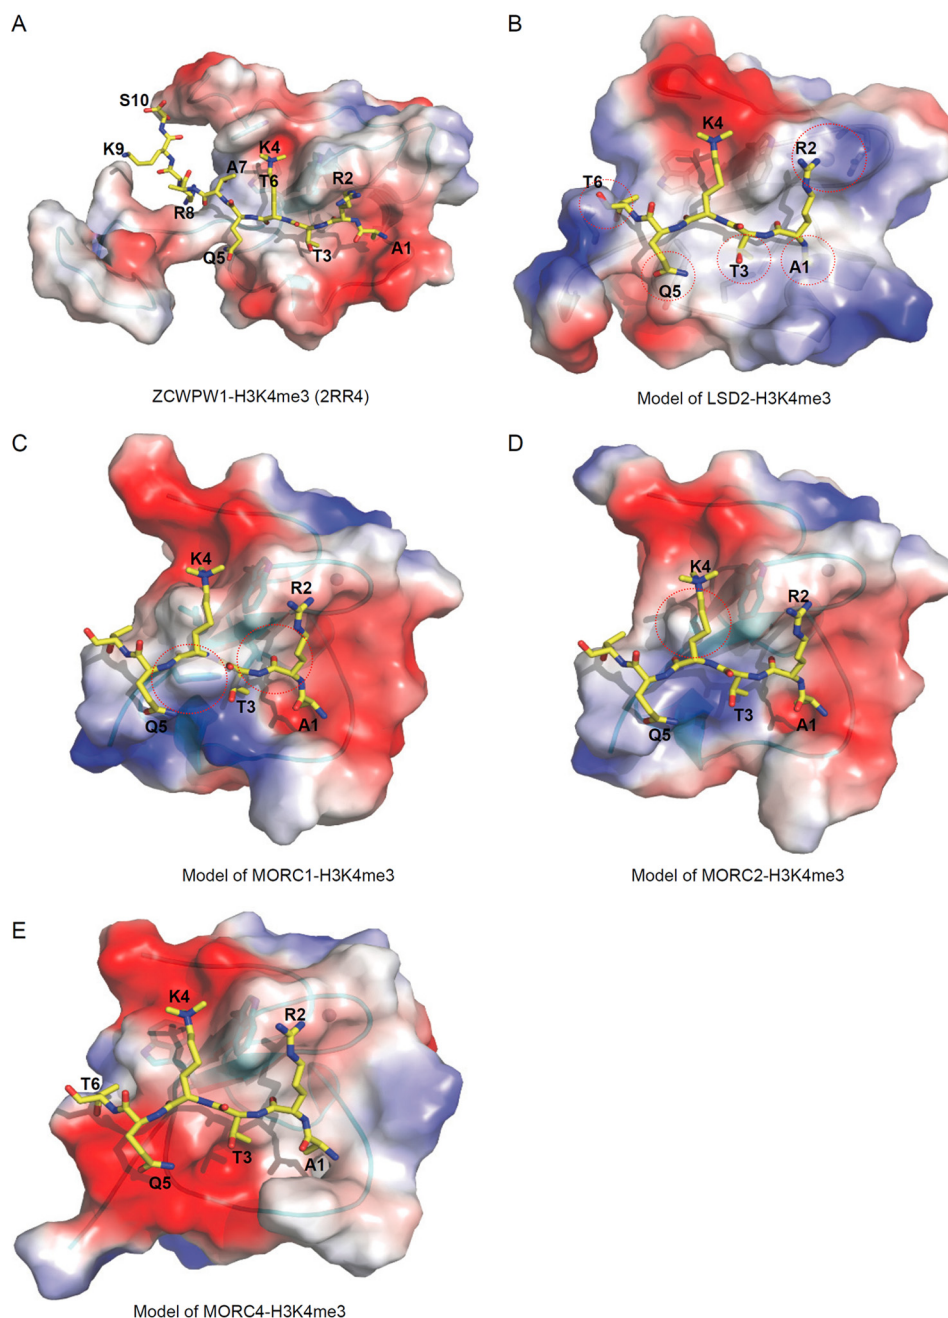 A
S10
K9
K4
A7
T6
R2
R8
Q5
T3
A1
ZCWPW1-H3K4me3 (2RR4)
B
K4
R2
T6
T3
A1
Q5
Model of LSD2-H3K4me3
C
K4
R2
T3
Q5
A1
Model of MORC1-H3K4me3
D
K4
R2
T3
Q5
A1
Model of MORC2-H3K4me3
E
K4
R2
T6
T3
A1
Q5
Model of MORC4-H3K4me3